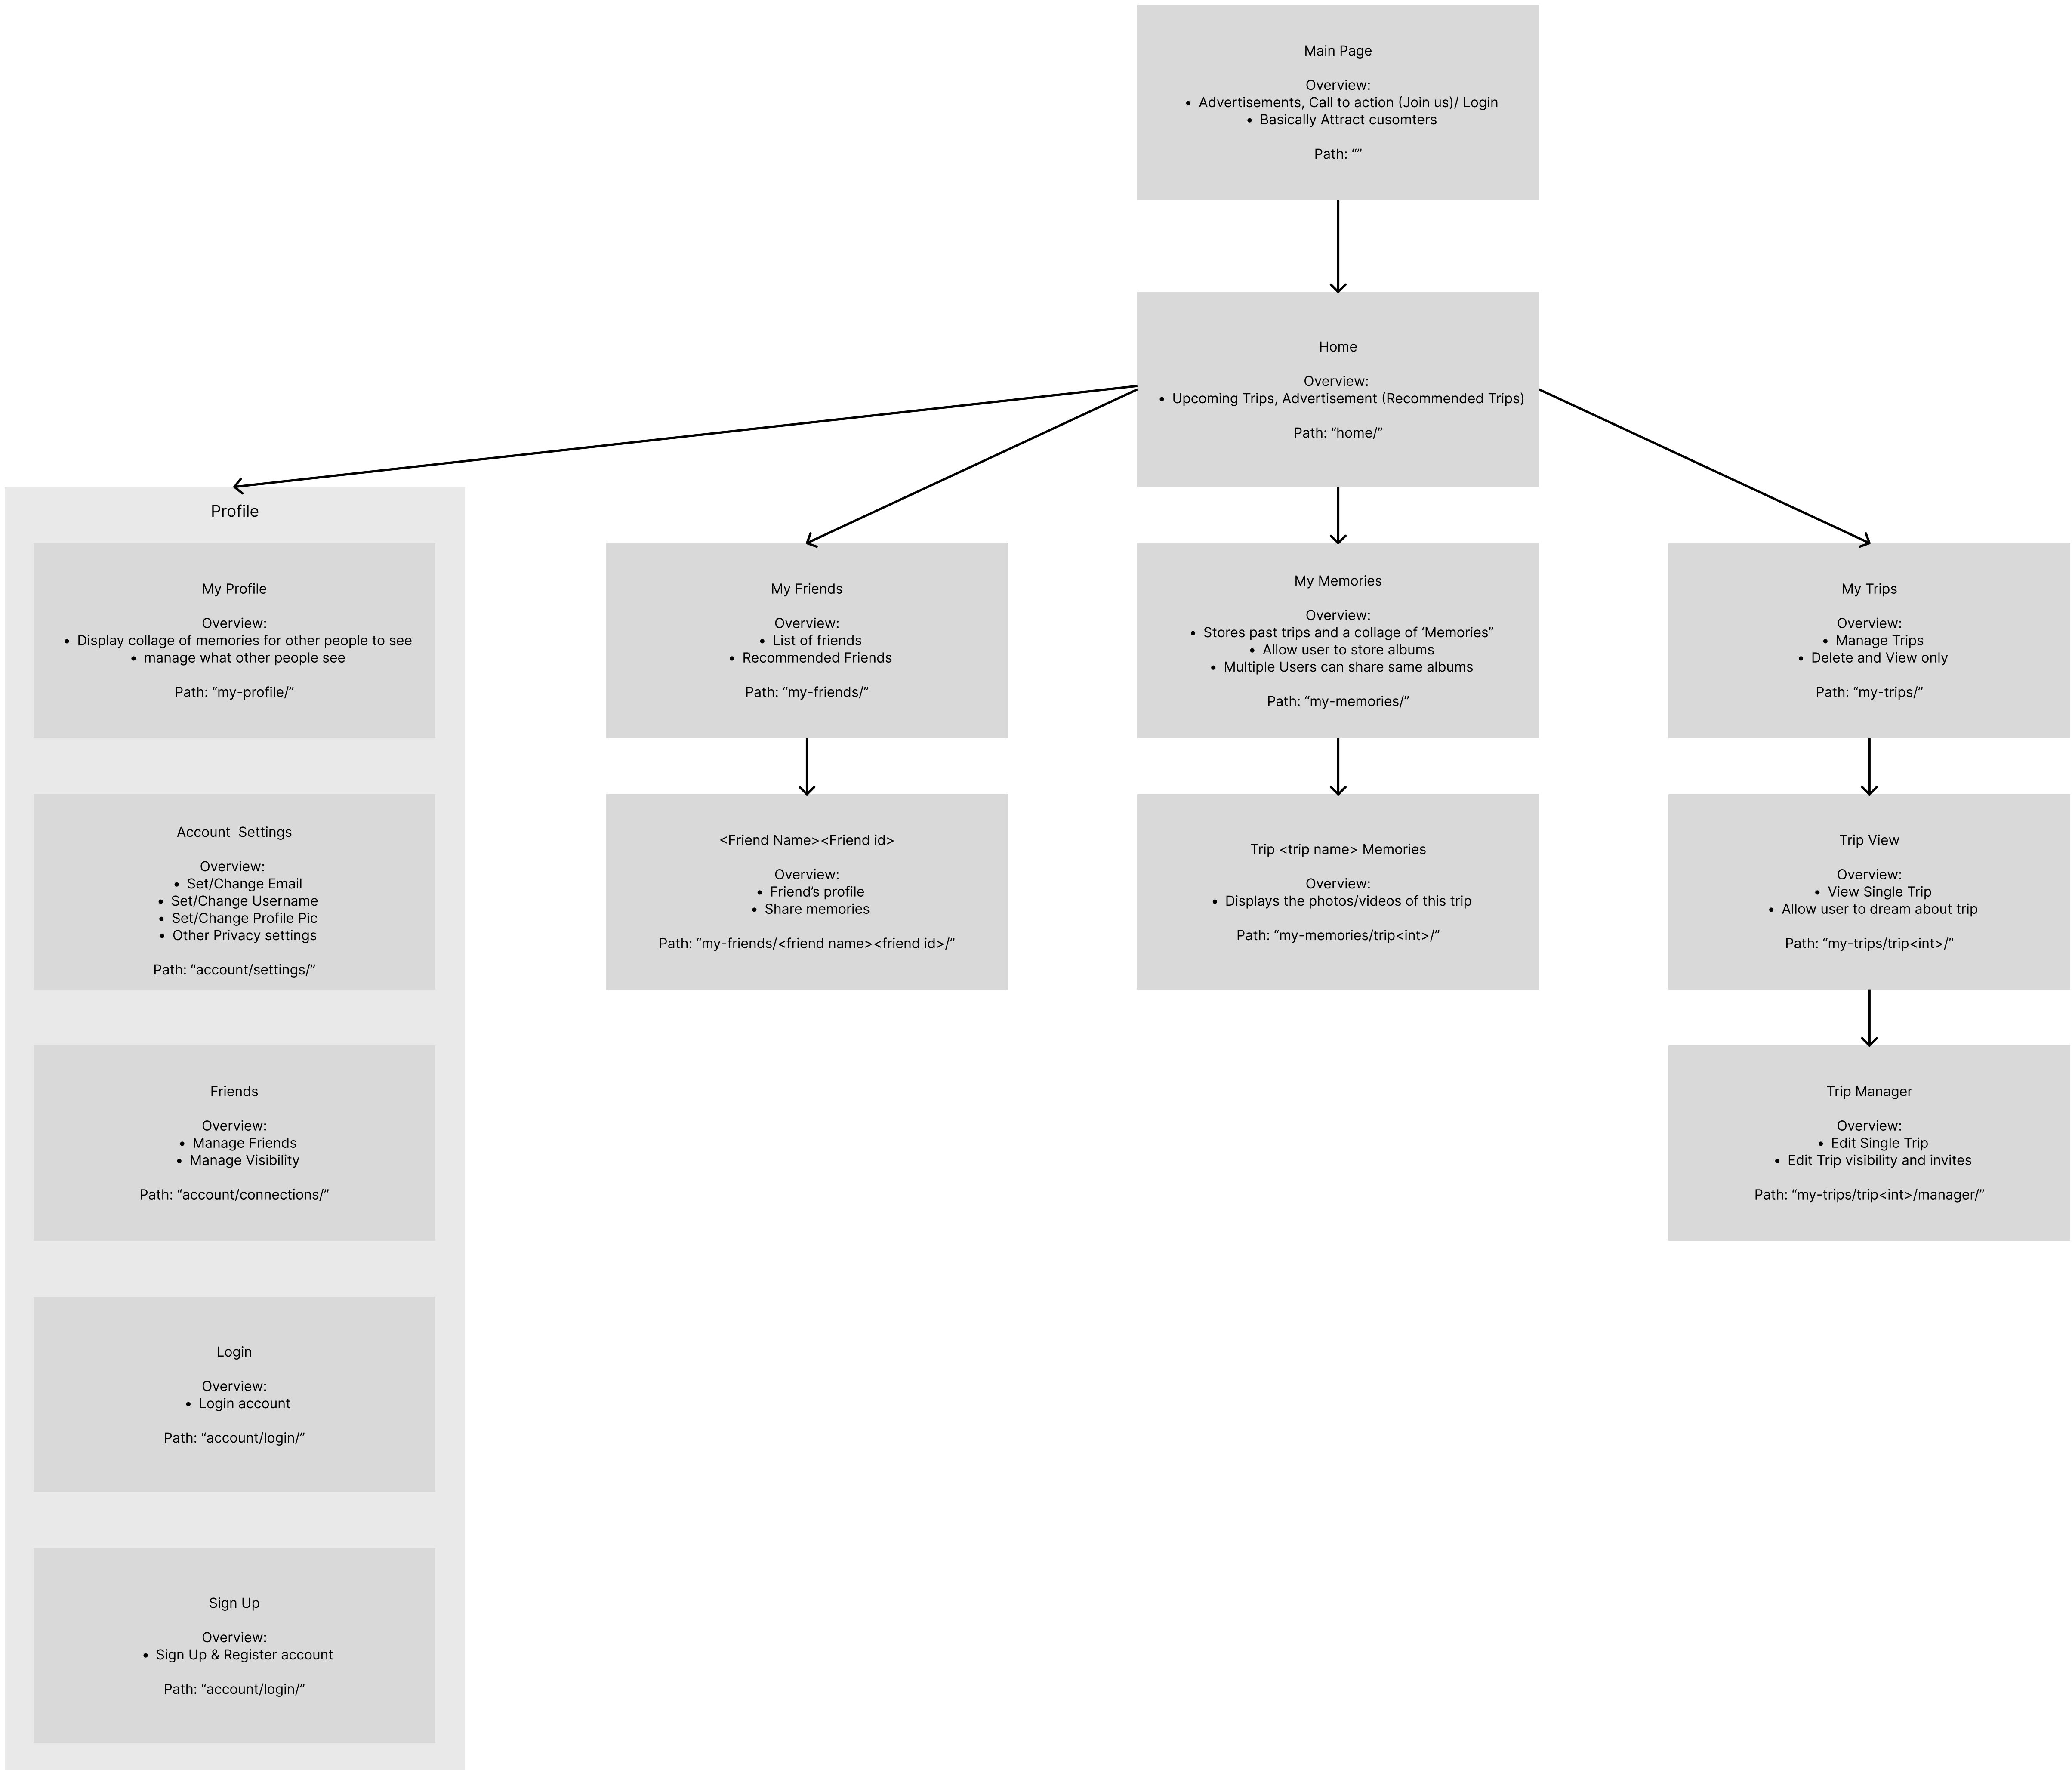 Main Page
Overview:
• Advertisements, Call to action (Join us)/ Login
• Basically Attract cusomters
Path: “”
Home
Overview:
• Upcoming Trips, Advertisement (Recommended Trips)
Path: “home/”
Profile
My Profile
Overview:
• Display collage of memories for other people to see
• manage what other people see
Path: “my-profile/”
Account  Settings
Overview:
• Set/Change Email
• Set/Change Username
• Set/Change Profile Pic
• Other Privacy settings
Path: “account/settings/”
Friends
Overview:
• Manage Friends
• Manage Visibility
Path: “account/connections/”
Login
Overview:
• Login account
Path: “account/login/”
Sign Up
Overview:
• Sign Up & Register account
Path: “account/login/”
My Friends
Overview:
• List of friends
• Recommended Friends
Path: “my-friends/”
<Friend Name><Friend id>
Overview:
• Friend’s profile
• Share memories
Path: “my-friends/<friend name><friend id>/”
My Memories
Overview:
• Stores past trips and a collage of ‘Memories”
• Allow user to store albums
• Multiple Users can share same albums
Path: “my-memories/”
Trip <trip name> Memories
Overview:
• Displays the photos/videos of this trip
Path: “my-memories/trip<int>/”
My Trips
Overview:
• Manage Trips
• Delete and View only
Path: “my-trips/”
Trip View
Overview:
• View Single Trip
• Allow user to dream about trip
Path: “my-trips/trip<int>/”
Trip Manager
Overview:
• Edit Single Trip
• Edit Trip visibility and invites
Path: “my-trips/trip<int>/manager/”